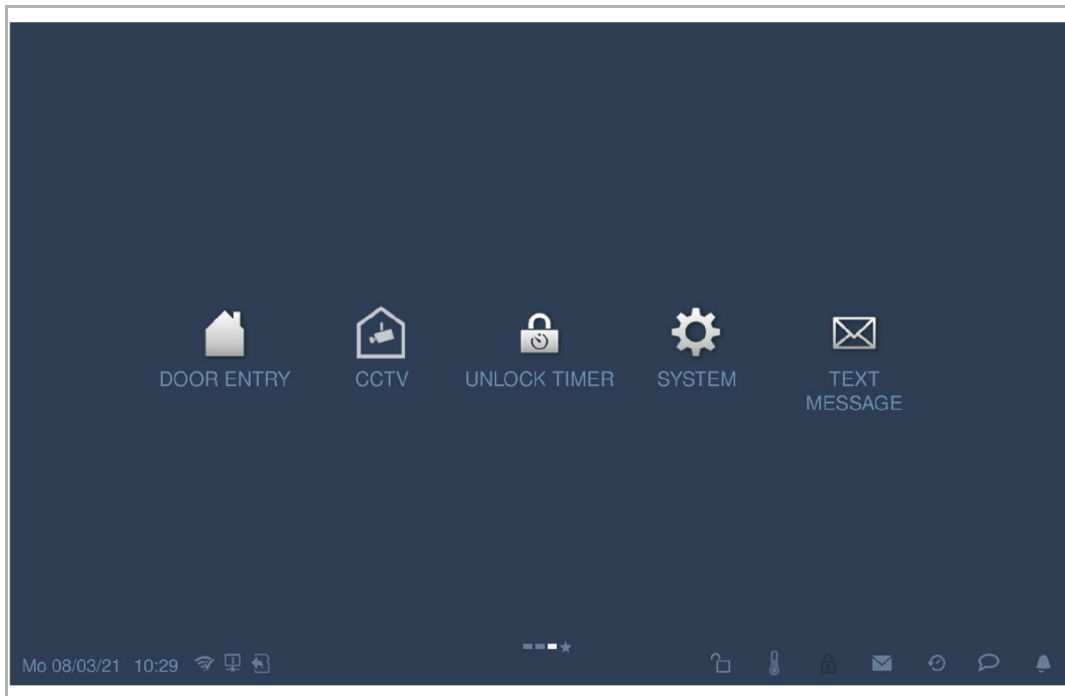 DOOR ENTRY
CCTV
UNLOCK TIMER
SYSTEM
TEXT
MESSAGE
Mo 08/03/21 10:29